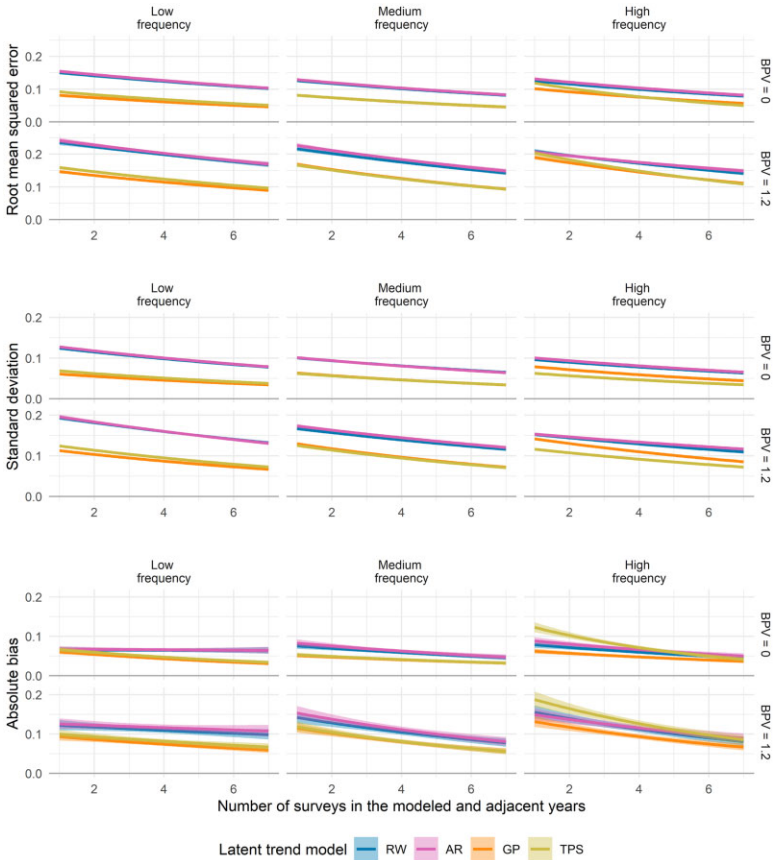 Low
frequency
Medium
frequency
High
frequency
Root mean squared error
0.2
0.1
0.0
BPV = 0
0.2
0.1
0.0
BPV = 1.2
2 4 6 2 4 6 2 4 6
Low
frequency
Medium
frequency
High
frequency
Standard deviation
0.2
0.1
0.0
BPV = 0
0.2
0.1
0.0
BPV = 1.2
2 4 6 2 4 6 2 4 6
Low
frequency
Medium
frequency
High
frequency
Absolute bias
0.2
0.1
0.0
BPV = 0
0.2
0.1
0.0
BPV = 1.2
2 4 6 2 4 6 2 4 6
Number of surveys in the modeled and adjacent years
Latent trend model RW AR GP TPS